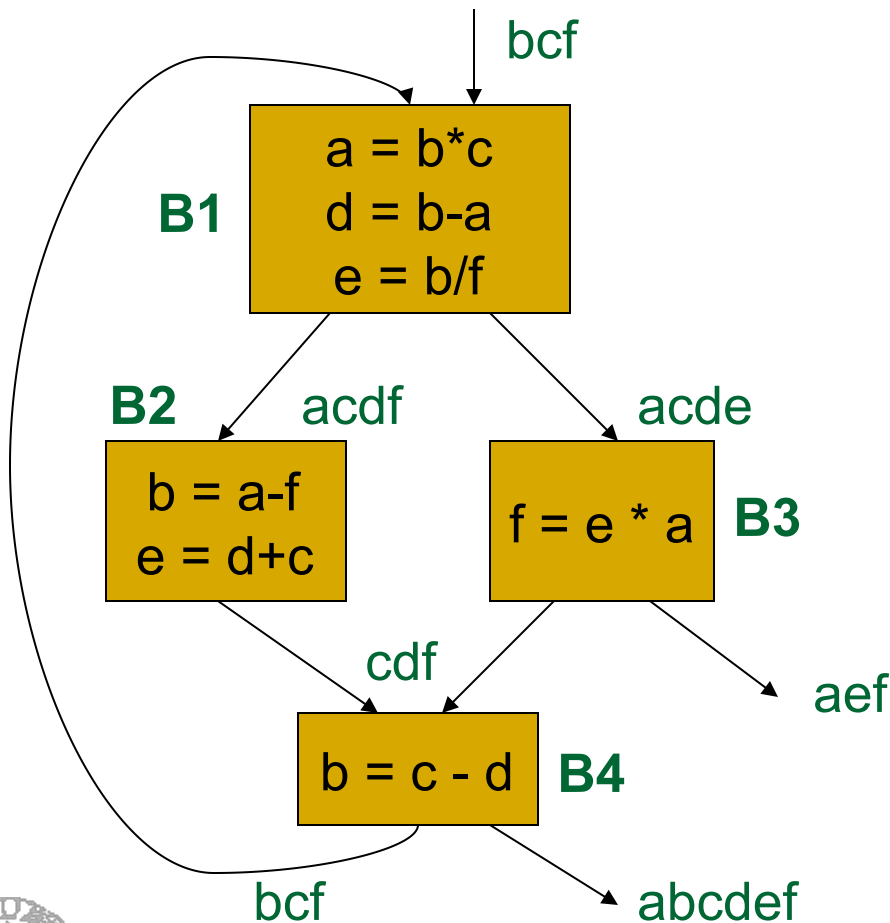 bcf
a = b*c
d = b-a
e = b/f
B1
B2
acdf
acde
b = a-f
e = d+c
f = e * a
B3
cdf
aef
b = c - d
B4
bcf
abcdef